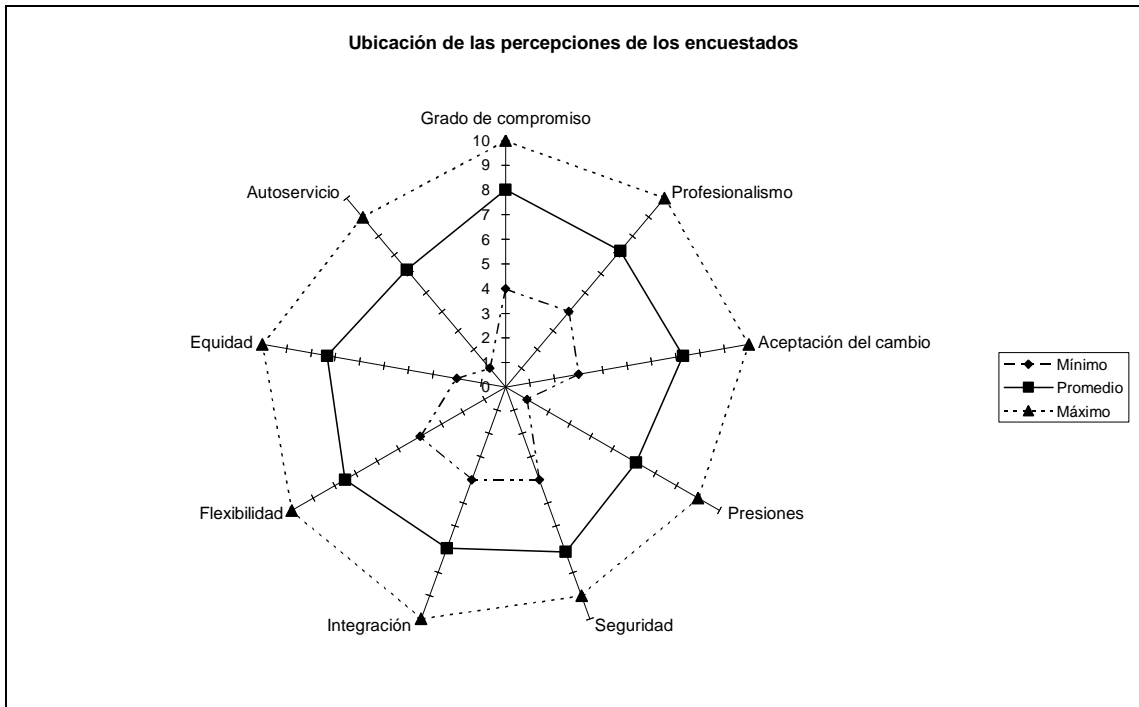 Ubicación de las percepciones de los encuestados
Grado de compromiso
10
9
8
7
6
5
4
3
2
1
0
Autoservicio
Profesionalismo
Equidad
Aceptación del cambio
Flexibilidad
Presiones
Integración
Seguridad
Mínimo
Promedio
Máximo